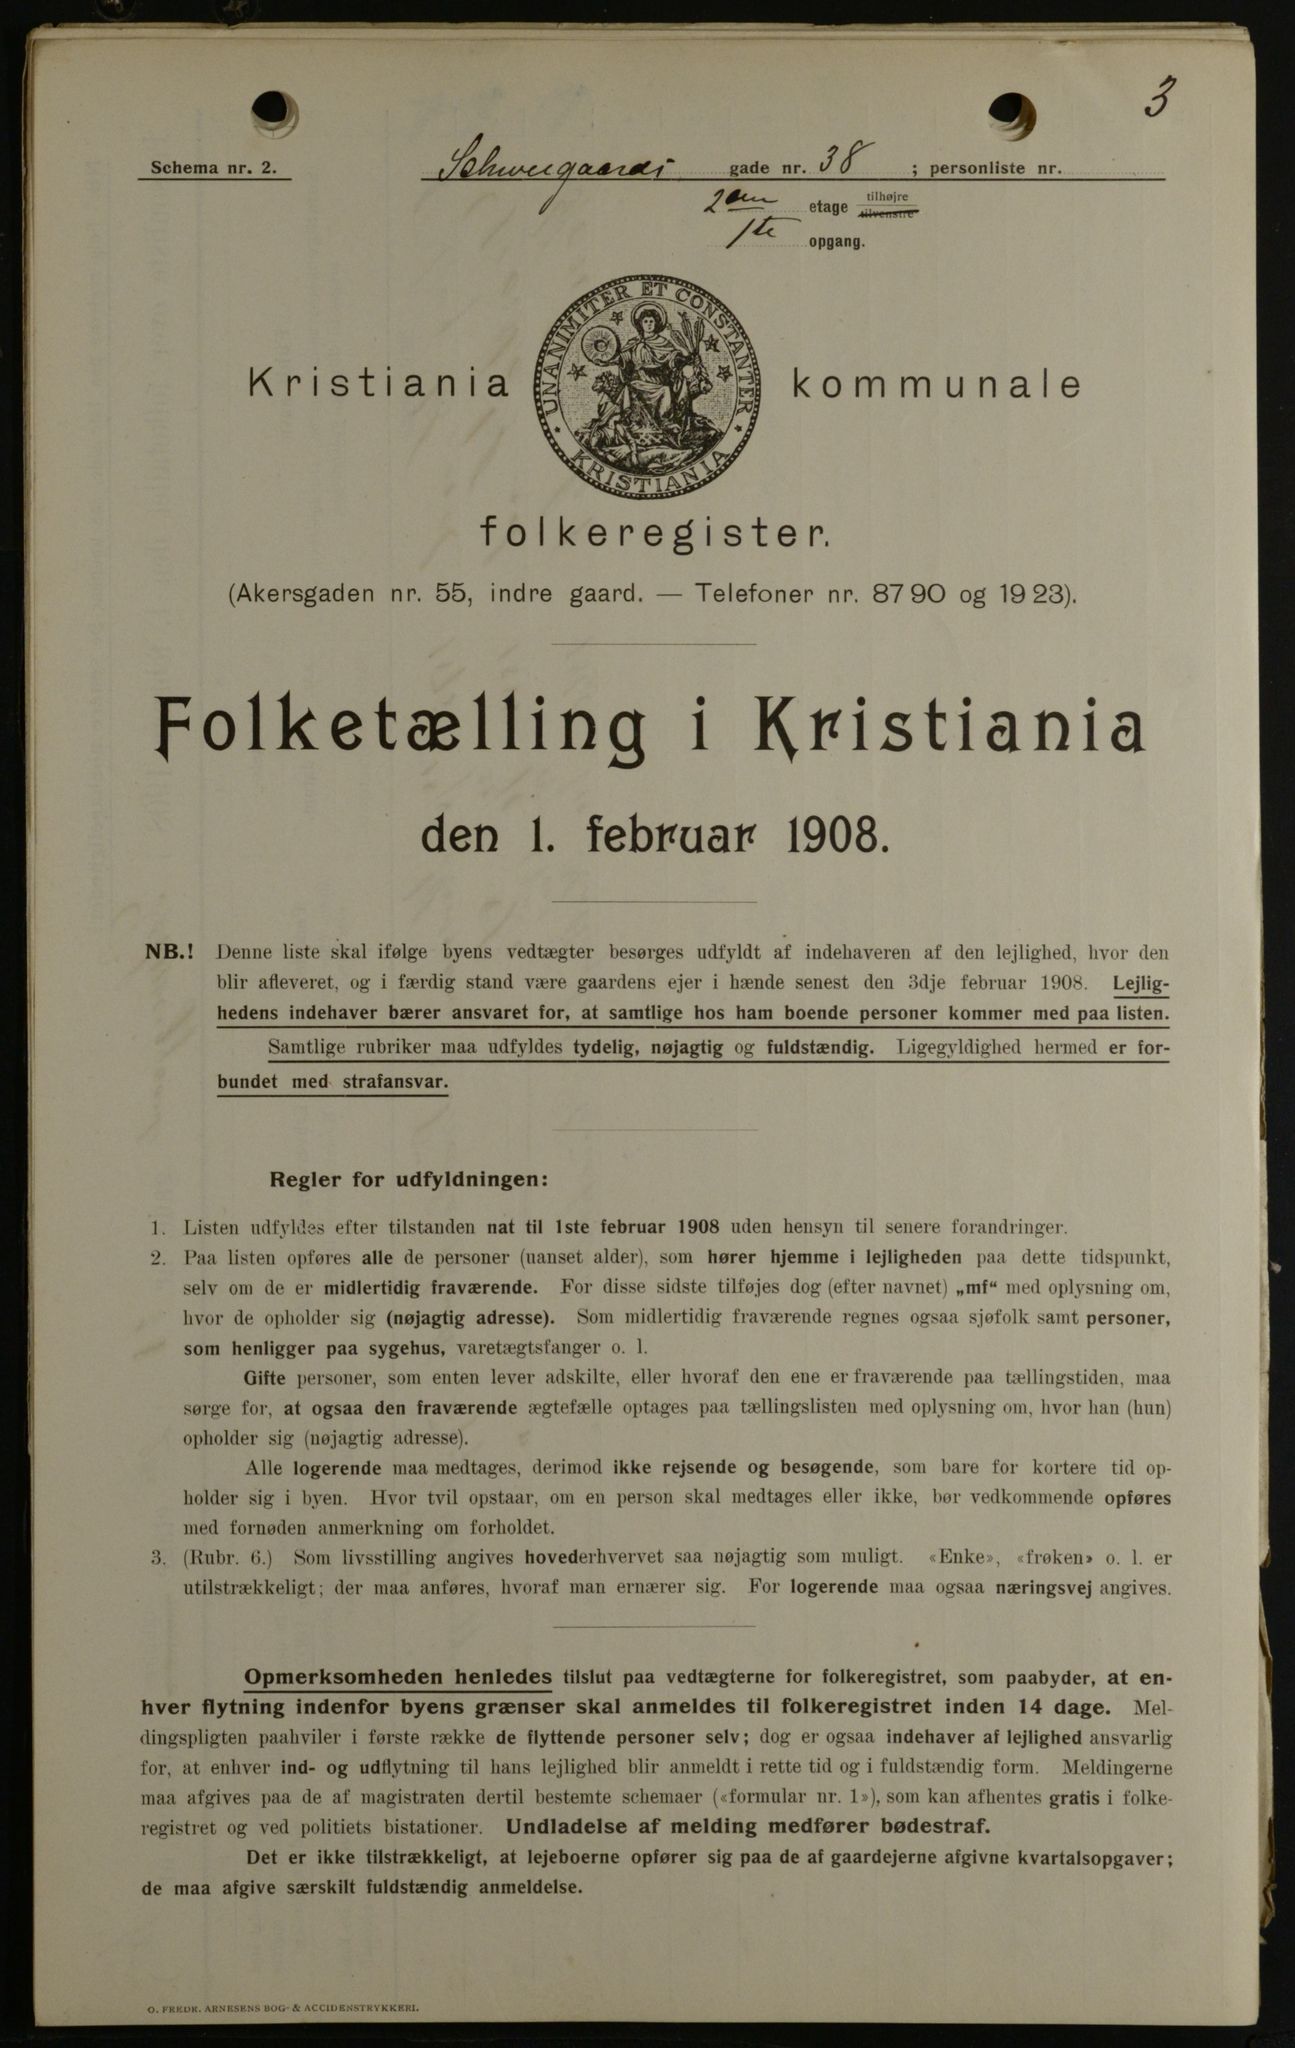 3
Schema nr. 2. Schweigaards gade nr. 38 ; personliste nr.
2den etage tilhøjre tilvenstre
1te opgang.
UNANIMITER ET CONSTANTER
KRISTIANIA
Kristiania kommunale
folkeregister.
(Akersgaden nr. 55, indre gaard. — Telefoner nr. 87 90 og 19 23).
Folketælling i Kristiania
den 1. februar 1908.
NB.! Denne liste skal ifølge byens vedtægter besørges udfyldt af indehaveren af den lejlighed, hvor den
blir afleveret, og i færdig stand være gaardens ejer i hænde senest den 3dje februar 1908. Lejlig-
hedens indehaver bærer ansvaret for, at samtlige hos ham boende personer kommer med paa listen.
Samtlige rubriker maa udfyldes tydelig, nøjagtig og fuldstændig. Ligegyldighed hermed er for-
bundet med strafansvar.
Regler for udfyldningen:
1. Listen udfyldes efter tilstanden nat til 1ste februar 1908 uden hensyn til senere forandringer.
2. Paa listen opføres alle de personer (uanset alder), som hører hjemme i lejligheden paa dette tidspunkt,
selv om de er midlertidig fraværende. For disse sidste tilføjes dog (efter navnet) „mf“ med oplysning om,
hvor de opholder sig (nøjagtig adresse). Som midlertidig fraværende regnes ogsaa sjøfolk samt personer,
som henligger paa sygehus, varetægtsfanger o. l.
Gifte personer, som enten lever adskilte, eller hvoraf den ene er fraværende paa tællingstiden, maa
sørge for, at ogsaa den fraværende ægtefælle optages paa tællingslisten med oplysning om, hvor han (hun)
opholder sig (nøjagtig adresse).
Alle logerende maa medtages, derimod ikke rejsende og besøgende, som bare for kortere tid op-
holder sig i byen. Hvor tvil opstaar, om en person skal medtages eller ikke, bør vedkommende opføres
med fornøden anmerkning om forholdet.
3. (Rubr. 6.) Som livsstilling angives hovederhvervet saa nøjagtig som muligt. «Enke», «frøken» o. l. er
utilstrækkeligt; der maa anføres, hvoraf man ernærer sig. For logerende maa ogsaa næringsvej angives.
Opmerksomheden henledes tilslut paa vedtægterne for folkeregistret, som paabyder, at en-
hver flytning indenfor byens grænser skal anmeldes til folkeregistret inden 14 dage. Mel-
dingspligten paahviler i første række de flyttende personer selv; dog er ogsaa indehaver af lejlighed ansvarlig
for, at enhver ind- og udflytning til hans lejlighed blir anmeldt i rette tid og i fuldstændig form. Meldingerne
maa afgives paa de af magistraten dertil bestemte schemaer («formular nr. 1»), som kan afhentes gratis i folke-
registret og ved politiets bistationer. Undladelse af melding medfører bødestraf.
Det er ikke tilstrækkeligt, at lejeboerne opfører sig paa de af gaardejerne afgivne kvartalsopgaver;
de maa afgive særskilt fuldstændig anmeldelse.
O. FREDR. ARNESENS BOG- & ACCIDENSTRYKKERI.